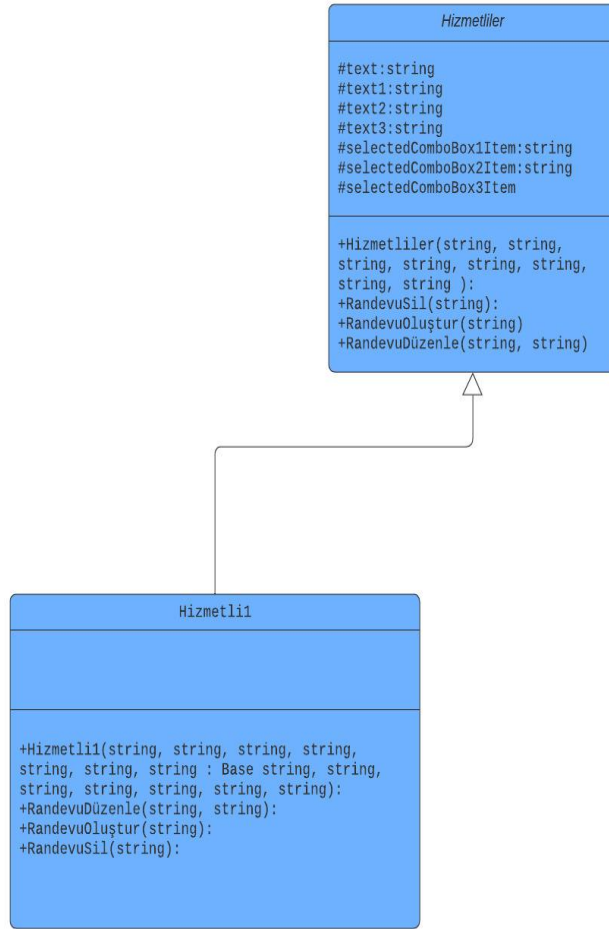 Hizmetliler
#text:string
#text1:string
#text2:string
#text3:string
#selectedComboBox1Item:string
#selectedComboBox2Item:string
#selectedComboBox3Item
+Hizmetliler(string, string,
string, string, string, string,
string, string ):
+RandevuSil(string):
+RandevuOluştur(string)
+RandevuDüzenle(string, string)
Hizmetli1
+Hizmetli1(string, string, string, string,
string, string, string : Base string, string,
string, string, string, string, string):
+RandevuDüzenle(string, string):
+RandevuOluştur(string):
+RandevuSil(string):